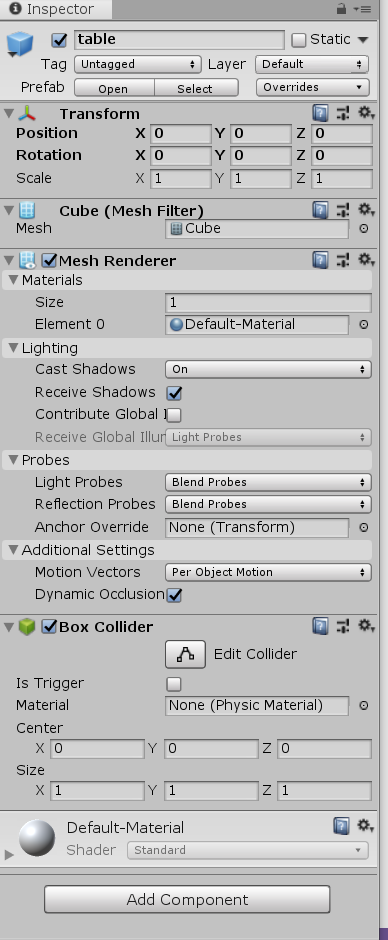 Inspector
table Static
Tag Untagged Layer Default
Prefab Open Select Overrides
Transform
Position X 0 Y 0 Z 0
Rotation X 0 Y 0 Z 0
Scale X 1 Y 1 Z 1
Cube (Mesh Filter)
Mesh Cube
Mesh Renderer
Materials
Size 1
Element 0 Default-Material
Lighting
Cast Shadows On
Receive Shadows
Contribute Global I
Receive Global Illur Light Probes
Probes
Light Probes Blend Probes
Reflection Probes Blend Probes
Anchor Override None (Transform)
Additional Settings
Motion Vectors Per Object Motion
Dynamic Occlusion
Box Collider
Edit Collider
Is Trigger
Material None (Physic Material)
Center
X 0 Y 0 Z 0
Size
X 1 Y 1 Z 1
Default-Material
Shader Standard
Add Component